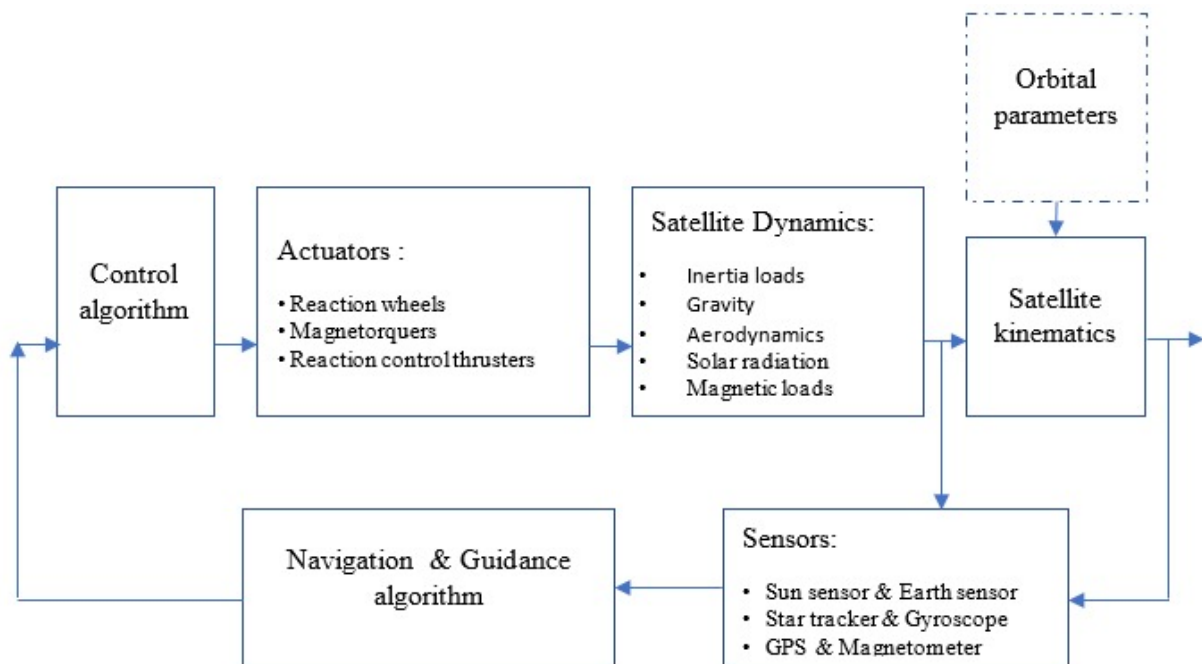 Orbital
parameters
Control
algorithm
Actuators :
• Reaction wheels
• Magnetorquers
• Reaction control thrusters
Satellite Dynamics:
• Inertia loads
• Gravity
• Aerodynamics
• Solar radiation
• Magnetic loads
Satellite
kinematics
Navigation & Guidance
algorithm
Sensors:
• Sun sensor & Earth sensor
• Star tracker & Gyroscope
• GPS & Magnetometer